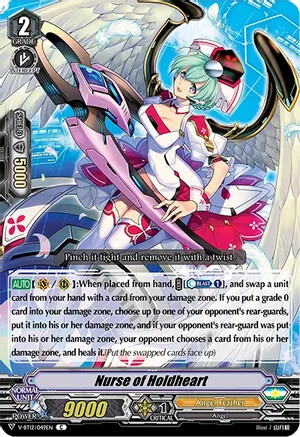 2
GRADE
INTERCEPT
5000
Pinch it tight and remove it with a twist.
AUTO :When placed from hand, BLAST 1, and swap a unit
card from your hand with a card from your damage zone. If you put a grade 0
card into your damage zone, choose up to one of your opponent's rear-guards,
put it into his or her damage zone, and if your opponent's rear-guard was put
into his or her damage zone, your opponent chooses a card from his or her
damage zone, and heals it.(Put the swapped cards face up)
Nurse of Holdheart
NORMAL
UNIT
POWER 9000 1 CRITICAL
Angel Feather
Angel
V-BT12/049EN C